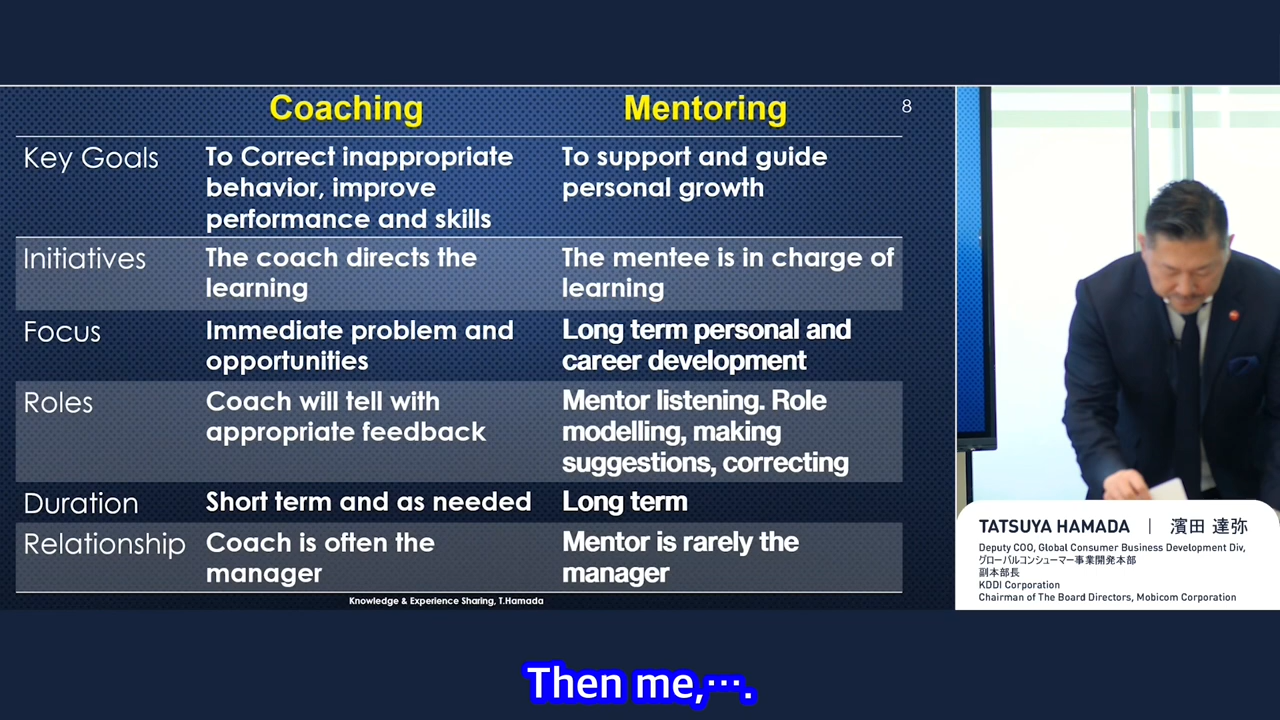 Coaching Mentoring 8
Key Goals To Correct inappropriate To support and guide
behavior, improve personal growth
performance and skills
Initiatives The coach directs the The mentee is in charge of
learning learning
Focus Immediate problem and Long term personal and
opportunities career development
Roles Coach will tell with Mentor listening. Role
appropriate feedback modelling, making
suggestions, correcting
Duration Short term and as needed Long term
Relationship Coach is often the Mentor is rarely the
manager manager
Knowledge & Experience Sharing, T.Hamada
TATSUYA HAMADA | 濱田 達弥
Deputy COO, Global Consumer Business Development Div,
グローバルコンシューマー事業開発本部
副本部長
KDDI Corporation
Chairman of The Board Directors, Mobicom Corporation
Then me,….